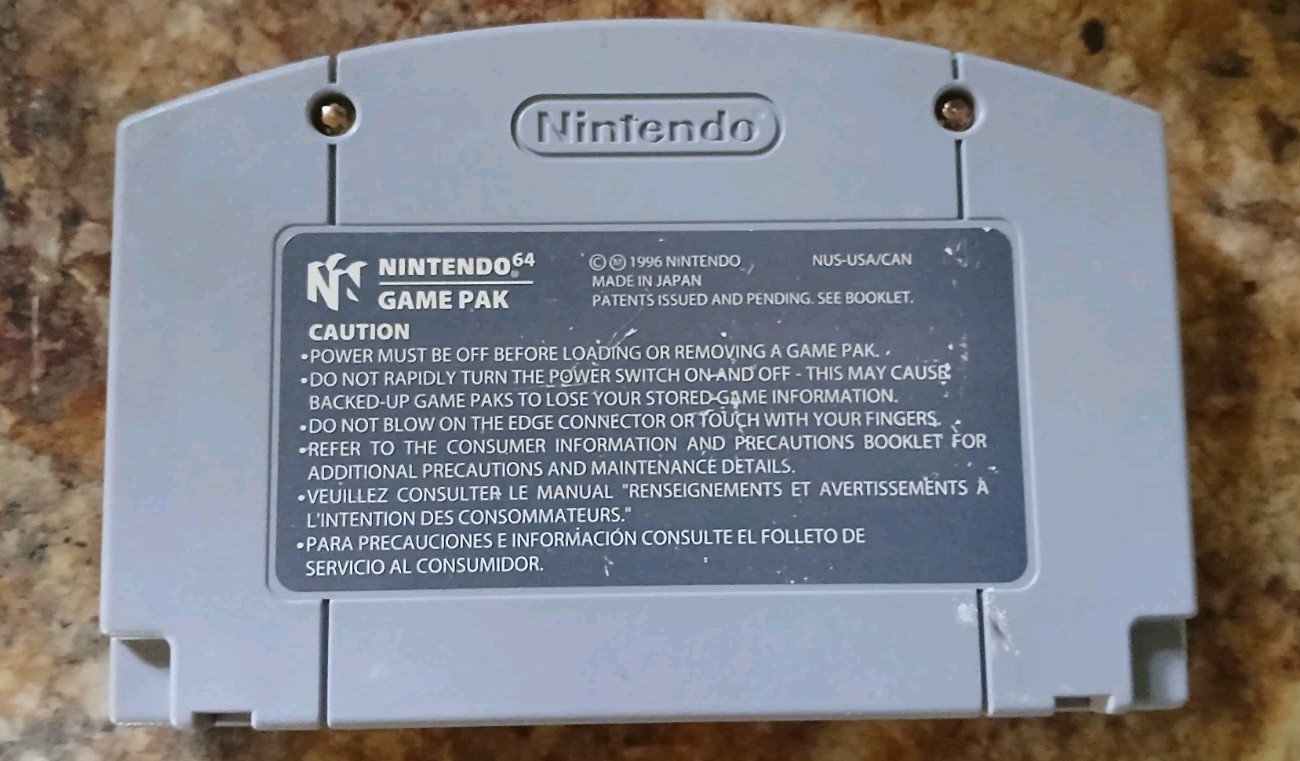 Nintendo
NINTENDO64
GAME PAK
©Ⓜ 1996 NINTENDO NUS-USA/CAN
MADE IN JAPAN
PATENTS ISSUED AND PENDING. SEE BOOKLET.
CAUTION
•POWER MUST BE OFF BEFORE LOADING OR REMOVING A GAME PAK.
•DO NOT RAPIDLY TURN THE POWER SWITCH ON AND OFF - THIS MAY CAUSE
BACKED-UP GAME PAKS TO LOSE YOUR STORED GAME INFORMATION.
•DO NOT BLOW ON THE EDGE CONNECTOR OR TOUCH WITH YOUR FINGERS.
•REFER TO THE CONSUMER INFORMATION AND PRECAUTIONS BOOKLET FOR
ADDITIONAL PRECAUTIONS AND MAINTENANCE DETAILS.
•VEUILLEZ CONSULTER LE MANUAL "RENSEIGNEMENTS ET AVERTISSEMENTS À
L'INTENTION DES CONSOMMATEURS."
•PARA PRECAUCIONES E INFORMACIÓN CONSULTE EL FOLLETO DE
SERVICIO AL CONSUMIDOR.